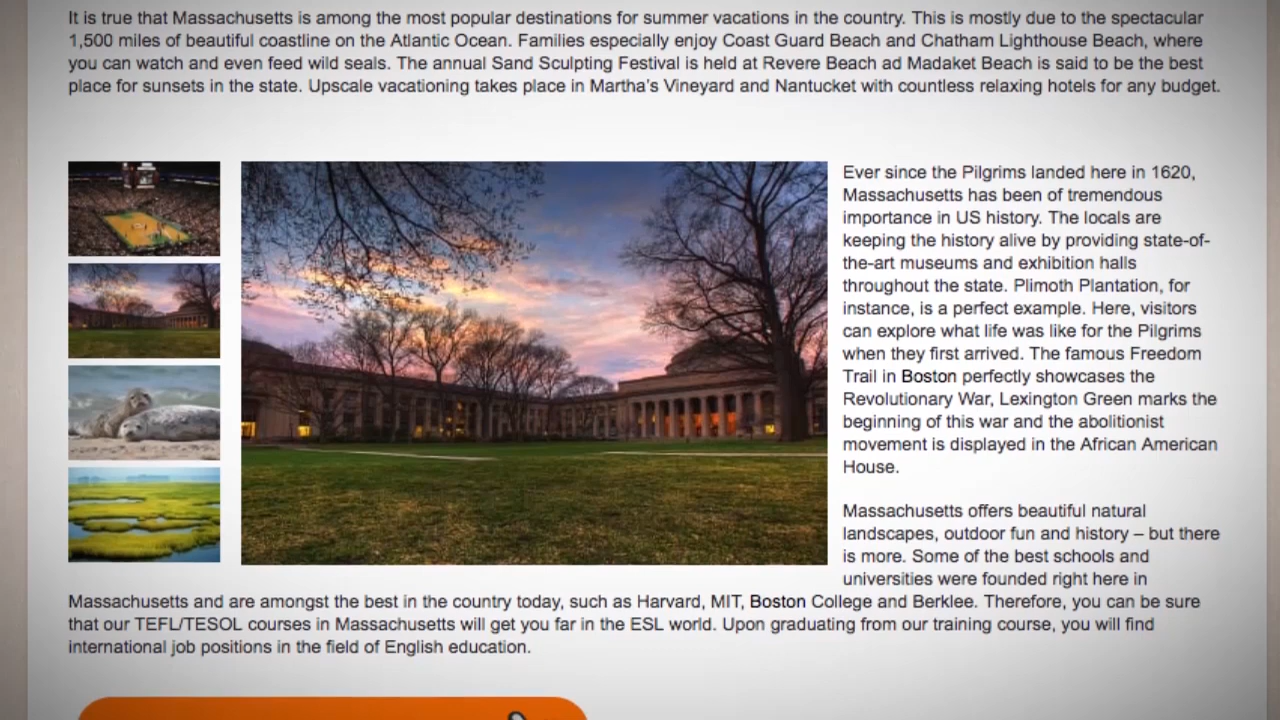 It is true that Massachusetts is among the most popular destinations for summer vacations in the country. This is mostly due to the spectacular
1,500 miles of beautiful coastline on the Atlantic Ocean. Families especially enjoy Coast Guard Beach and Chatham Lighthouse Beach, where
you can watch and even feed wild seals. The annual Sand Sculpting Festival is held at Revere Beach ad Madaket Beach is said to be the best
place for sunsets in the state. Upscale vacationing takes place in Martha's Vineyard and Nantucket with countless relaxing hotels for any budget.
Ever since the Pilgrims landed here in 1620,
Massachusetts has been of tremendous
importance in US history. The locals are
keeping the history alive by providing state-of-
the-art museums and exhibition halls
throughout the state. Plimoth Plantation, for
instance, is a perfect example. Here, visitors
can explore what life was like for the Pilgrims
when they first arrived. The famous Freedom
Trail in Boston perfectly showcases the
Revolutionary War, Lexington Green marks the
beginning of this war and the abolitionist
movement is displayed in the African American
House.
Massachusetts offers beautiful natural
landscapes, outdoor fun and history – but there
is more. Some of the best schools and
universities were founded right here in
Massachusetts and are amongst the best in the country today, such as Harvard, MIT, Boston College and Berklee. Therefore, you can be sure
that our TEFL/TESOL courses in Massachusetts will get you far in the ESL world. Upon graduating from our training course, you will find
international job positions in the field of English education.